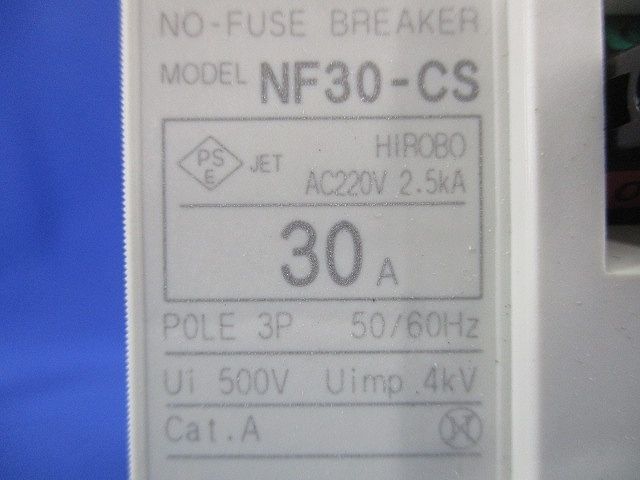 NO-FUSE BREAKER
MODEL NF30-CS
PS E JET HIROBO
AC220V 2.5kA
30 A
POLE 3P 50/60Hz
Ui 500V Uimp 4kV
Cat.A